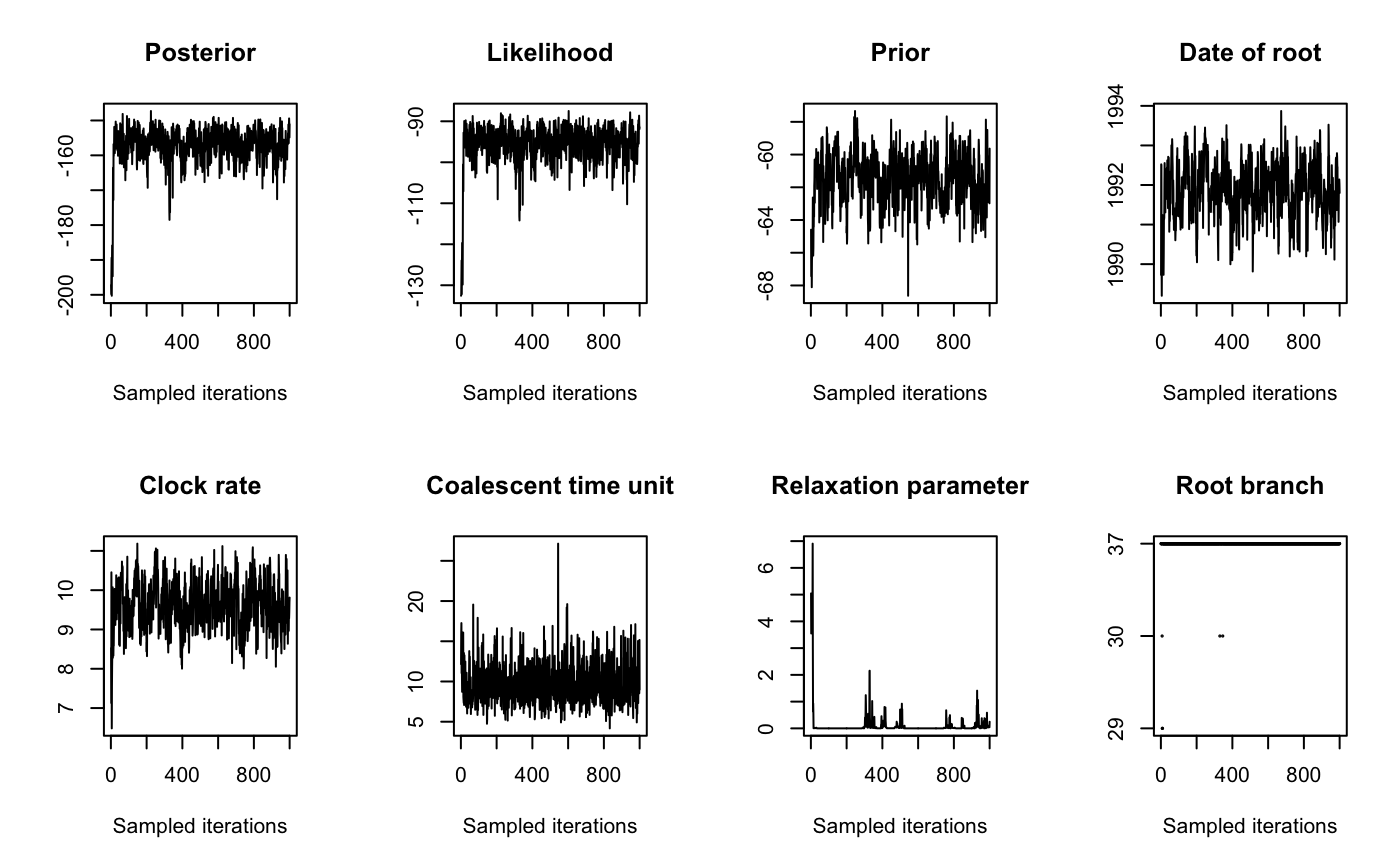 Posterior
Likelihood
Prior
Date of root
-160
-180
-200
-90
-110
-130
-60
-64
-68
1994
1992
1990
0 400 800
0 400 800
0 400 800
0 400 800
Sampled iterations
Sampled iterations
Sampled iterations
Sampled iterations
Clock rate
Coalescent time unit
Relaxation parameter
Root branch
10
9
8
7
20
10
5
6
4
2
0
37
30
29
0 400 800
0 400 800
0 400 800
0 400 800
Sampled iterations
Sampled iterations
Sampled iterations
Sampled iterations